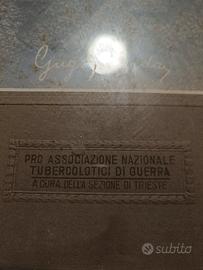 PRO ASSOCIAZIONE NAZIONALE
TUBERCOLOTICI DI GUERRA
A CURA DELLA SEZIONE DI TRIESTE
subito